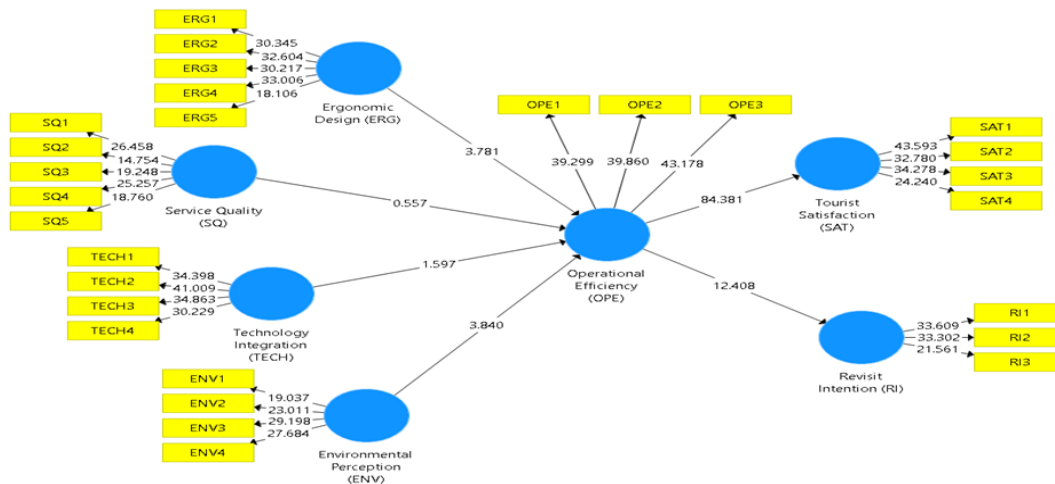 ERG1
ERG2
ERG3
ERG4
ERG5
30.345
32.604
30.217
33.006
18.106
Ergonomic
Design (ERG)
SQ1
SQ2
SQ3
SQ4
SQ5
26.458
14.754
19.248
25.257
18.760
Service Quality
(SQ)
TECH1
TECH2
TECH3
TECH4
34.398
41.009
34.863
30.229
Technology
Integration
(TECH)
ENV1
ENV2
ENV3
ENV4
19.037
23.011
29.198
27.684
Environmental
Perception
(ENV)
3.781
0.557
1.597
3.840
OPE1
OPE2
OPE3
39.299
39.860
43.178
Operational
Efficiency
(OPE)
84.381
12.408
Tourist
Satisfaction
(SAT)
43.593
32.780
34.278
24.240
SAT1
SAT2
SAT3
SAT4
Revisit
Intention (RI)
33.609
33.302
21.561
RI1
RI2
RI3